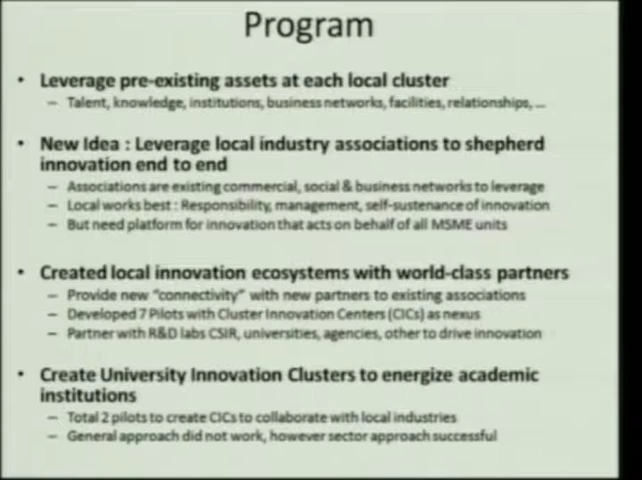 Program
• Leverage pre-existing assets at each local cluster
– Talent, knowledge, institutions, business networks, facilities, relationships, ...
• New Idea : Leverage local industry associations to shepherd
innovation end to end
– Associations are existing commercial, social & business networks to leverage
– Local works best : Responsibility, management, self-sustenance of innovation
– But need platform for innovation that acts on behalf of all MSME units
• Created local innovation ecosystems with world-class partners
– Provide new "connectivity" with new partners to existing associations
– Developed 7 Pilots with Cluster Innovation Centers (CICs) as nexus
– Partner with R&D labs CSIR, universities, agencies, other to drive innovation
• Create University Innovation Clusters to energize academic
institutions
– Total 2 pilots to create CICs to collaborate with local industries
– General approach did not work, however sector approach successful